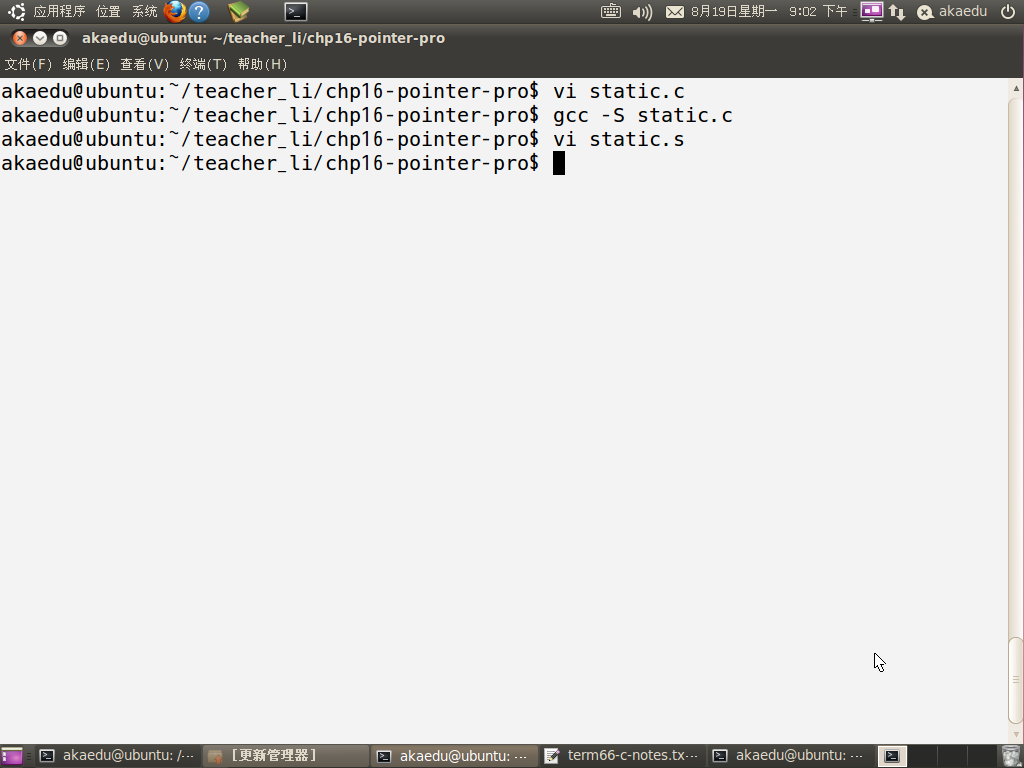 应用程序 位置 系统 8月19日星期一 9:02 下午 akaedu
akaedu@ubuntu: ~/teacher_li/chp16-pointer-pro
文件(F) 编辑(E) 查看(V) 终端(T) 帮助(H)
akaedu@ubuntu:~/teacher_li/chp16-pointer-pro$ vi static.c
akaedu@ubuntu:~/teacher_li/chp16-pointer-pro$ gcc -S static.c
akaedu@ubuntu:~/teacher_li/chp16-pointer-pro$ vi static.s
akaedu@ubuntu:~/teacher_li/chp16-pointer-pro$
akaedu@ubuntu: /··· [更新管理器] akaedu@ubuntu: ··· term66-c-notes.tx··· akaedu@ubuntu: ···